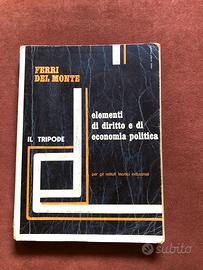 FERRI
DEL MONTE
elementi
di diritto e di
economia politica
IL TRIPODE
per gli istituti tecnici industriali
subito